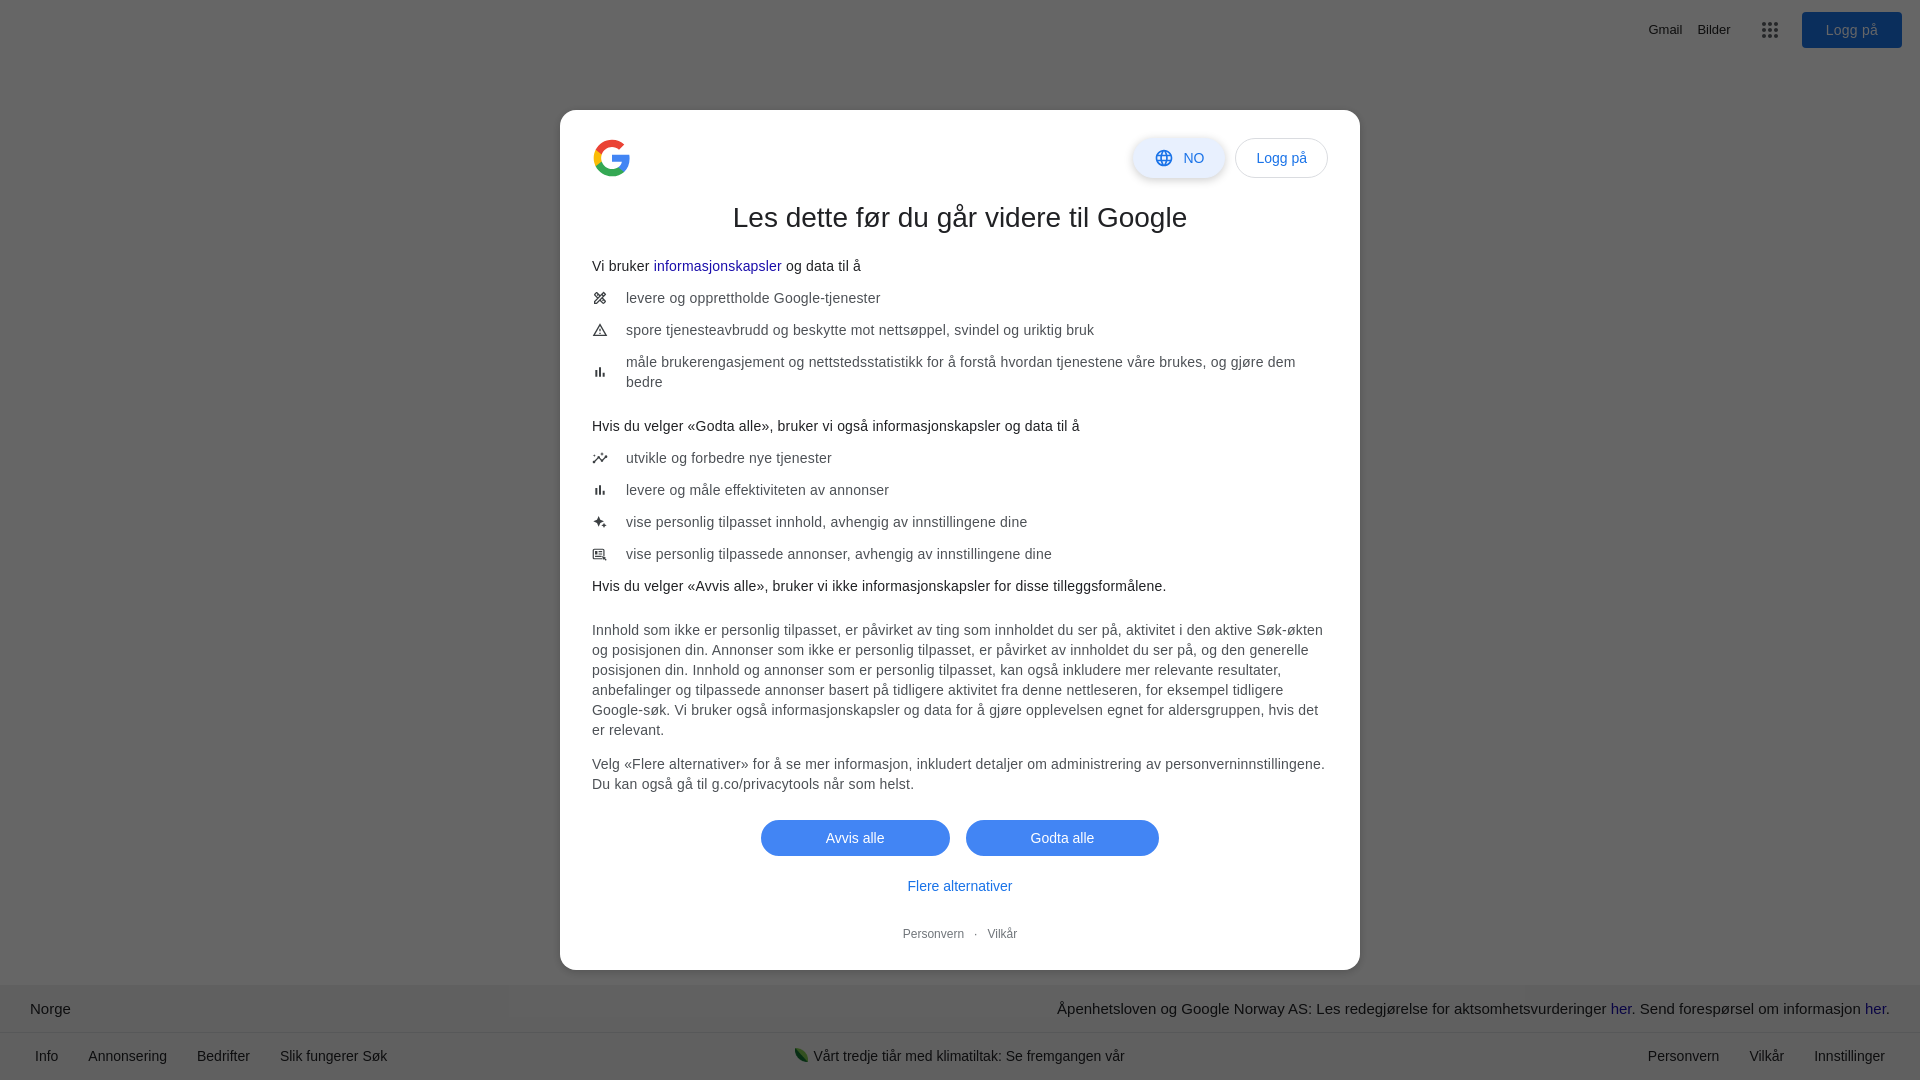 Gmail Bilder Logg på
NO Logg på
Les dette før du går videre til Google
Vi bruker informasjonskapsler og data til å
levere og opprettholde Google-tjenester
spore tjenesteavbrudd og beskytte mot nettsøppel, svindel og uriktig bruk
måle brukerengasjement og nettstedsstatistikk for å forstå hvordan tjenestene våre brukes, og gjøre dem
bedre
Hvis du velger «Godta alle», bruker vi også informasjonskapsler og data til å
utvikle og forbedre nye tjenester
levere og måle effektiviteten av annonser
vise personlig tilpasset innhold, avhengig av innstillingene dine
vise personlig tilpassede annonser, avhengig av innstillingene dine
Hvis du velger «Avvis alle», bruker vi ikke informasjonskapsler for disse tilleggsformålene.
Innhold som ikke er personlig tilpasset, er påvirket av ting som innholdet du ser på, aktivitet i den aktive Søk-økten
og posisjonen din. Annonser som ikke er personlig tilpasset, er påvirket av innholdet du ser på, og den generelle
posisjonen din. Innhold og annonser som er personlig tilpasset, kan også inkludere mer relevante resultater,
anbefalinger og tilpassede annonser basert på tidligere aktivitet fra denne nettleseren, for eksempel tidligere
Google-søk. Vi bruker også informasjonskapsler og data for å gjøre opplevelsen egnet for aldersgruppen, hvis det
er relevant.
Velg «Flere alternativer» for å se mer informasjon, inkludert detaljer om administrering av personverninnstillingene.
Du kan også gå til g.co/privacytools når som helst.
Avvis alle Godta alle
Flere alternativer
Personvern · Vilkår
Norge Åpenhetsloven og Google Norway AS: Les redegjørelse for aktsomhetsvurderinger her. Send forespørsel om informasjon her.
Info Annonsering Bedrifter Slik fungerer Søk Vårt tredje tiår med klimatiltak: Se fremgangen vår Personvern Vilkår Innstillinger